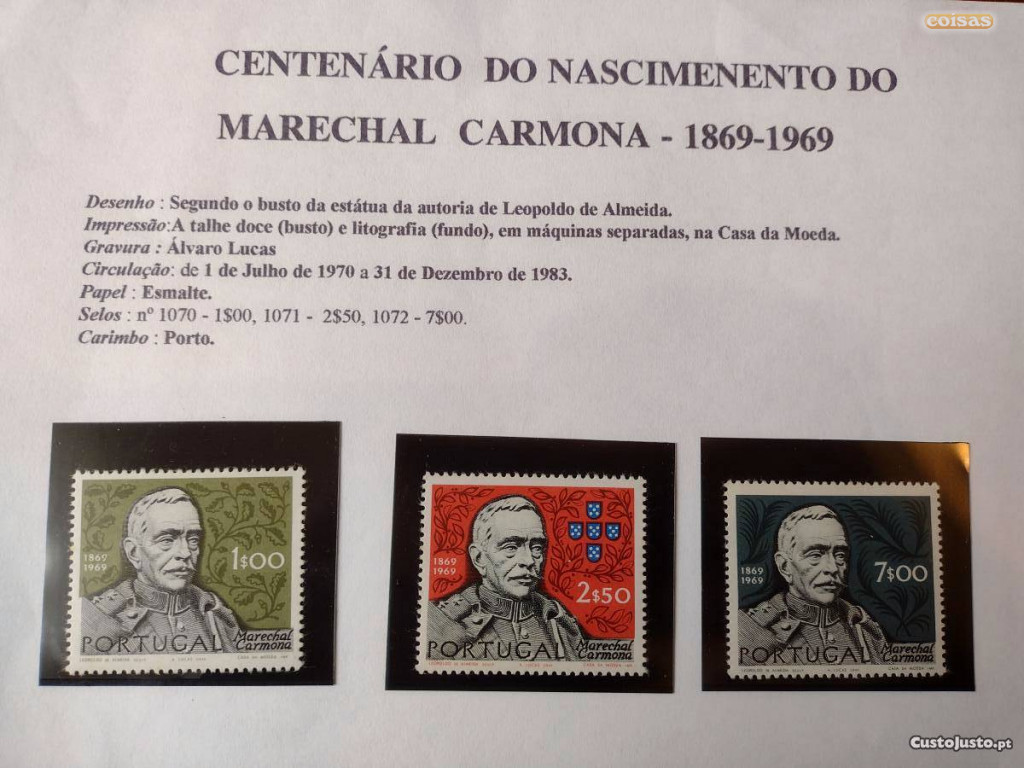 coisas
CENTENÁRIO DO NASCIMENENTO DO
MARECHAL CARMONA - 1869-1969
Desenho : Segundo o busto da estátua da autoria de Leopoldo de Almeida.
Impressão:A talhe doce (busto) e litografia (fundo), em máquinas separadas, na Casa da Moeda.
Gravura : Álvaro Lucas
Circulação: de 1 de Julho de 1970 a 31 de Dezembro de 1983.
Papel : Esmalte.
Selos : nº 1070 - 1$00, 1071 - 2$50, 1072 - 7$00.
Carimbo : Porto.
1869
1969
1$00
PORTUGAL
Marechal
Carmona
1869
1969
2$50
PORTUGAL
Marechal
Carmona
1869
1969
7$00
PORTUGAL
Marechal
Carmona
CustoJusto.pt